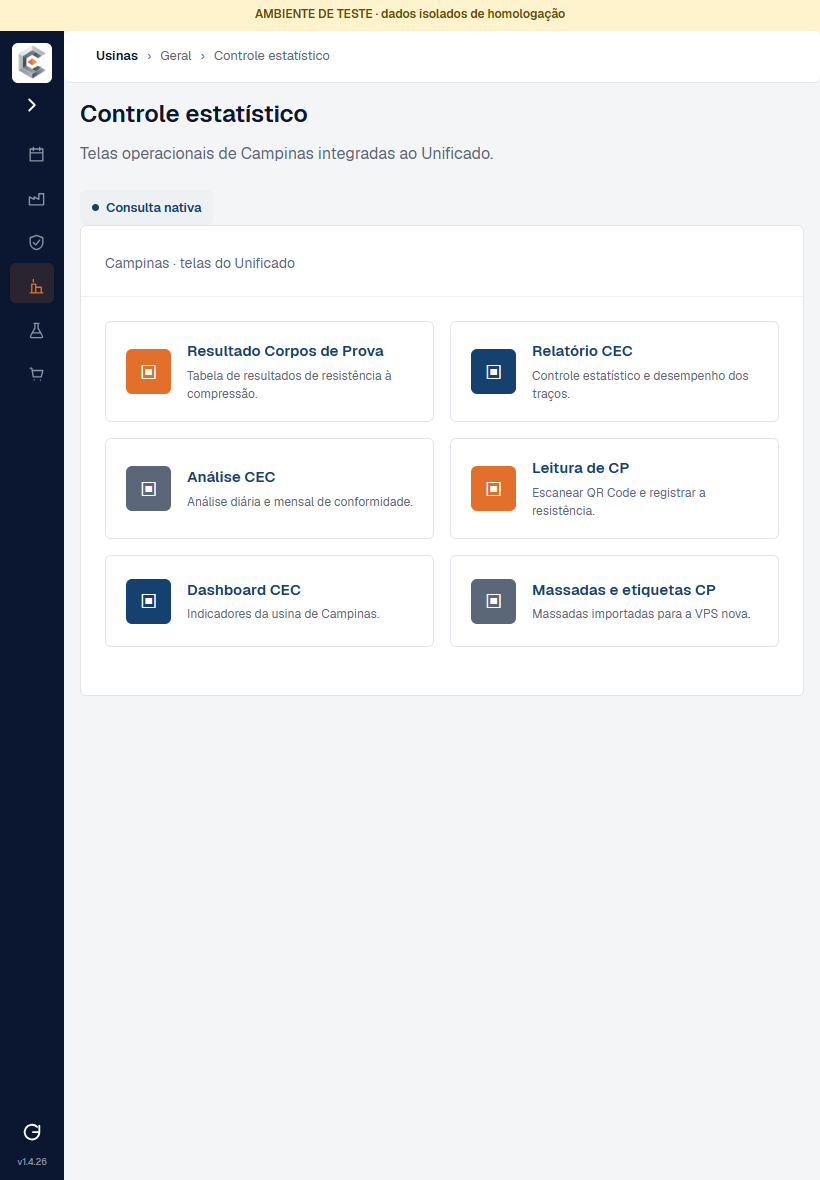 AMBIENTE DE TESTE · dados isolados de homologação
Usinas › Geral › Controle estatístico
Controle estatístico
Telas operacionais de Campinas integradas ao Unificado.
Consulta nativa
Campinas · telas do Unificado
Resultado Corpos de Prova
Tabela de resultados de resistência à
compressão.
Relatório CEC
Controle estatístico e desempenho dos
traços.
Análise CEC
Análise diária e mensal de conformidade.
Leitura de CP
Escanear QR Code e registrar a
resistência.
Dashboard CEC
Indicadores da usina de Campinas.
Massadas e etiquetas CP
Massadas importadas para a VPS nova.
v1.4.26